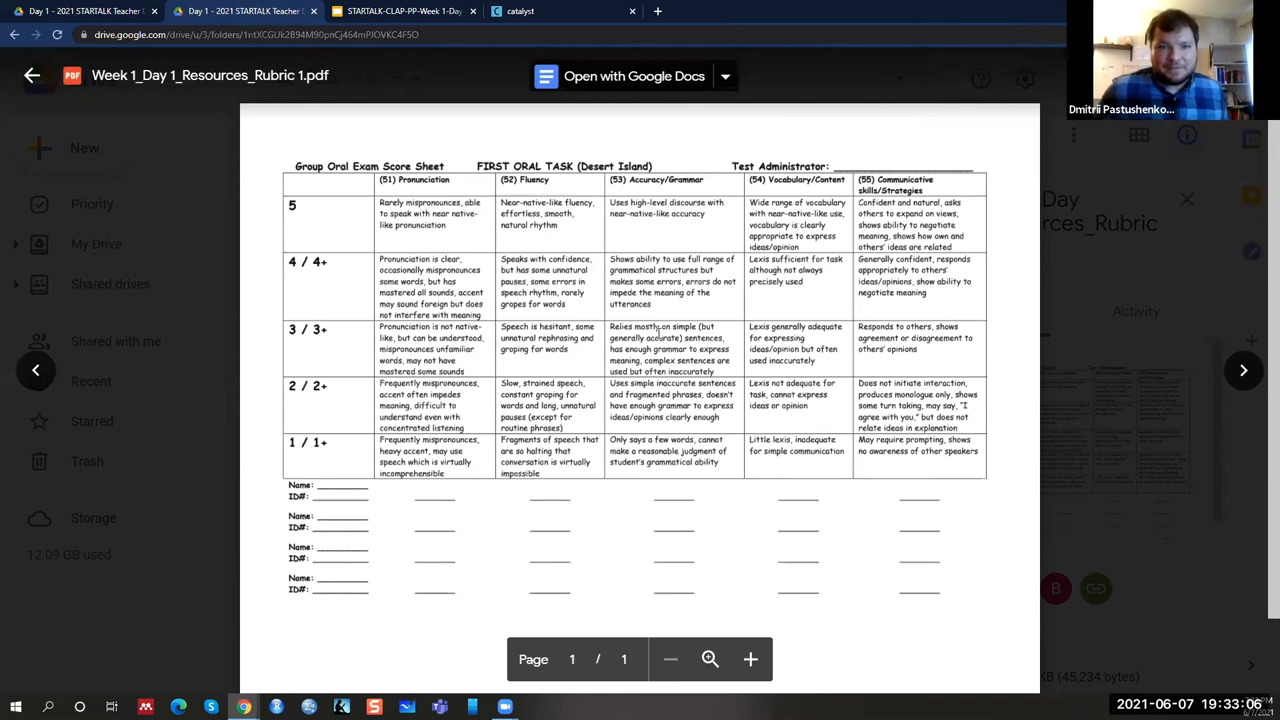 Day 1 - 2021 STARTALK Teacher
Day 1 - 2021 STARTALK Teacher
STARTALK-CLAP-PP-Week 1-Day
catalyst
drive.google.com/drive/u/3/folders/1ntXCGUk2B94M90pnCj464mPJOVKC4F5O
Week 1_Day 1_Resources_Rubric 1.pdf
PDF
Open with Google Docs
Dmitrii Pastushenko...
New
Priority
My Drive
Shared drives
Shared with me
Recent
Starred
Trash
Storage
12.09 GB used
Group Oral Exam Score Sheet FIRST ORAL TASK (Desert Island) Test Administrator:
(51) Pronunciation
(52) Fluency
(53) Accuracy/Grammar
(54) Vocabulary/Content
(55) Communicative
skills/Strategies
5
Rarely mispronounces, able
to speak with near native-
like pronunciation
Near-native-like fluency,
effortless, smooth,
natural rhythm
Uses high-level discourse with
near-native-like accuracy
Wide range of vocabulary
with near-native-like use,
vocabulary is clearly
appropriate to express
ideas/opinion
Confident and natural, asks
others to expand on views,
shows ability to negotiate
meaning, shows how own and
others' ideas are related
4 / 4+
Pronunciation is clear,
occasionally mispronounces
some words, but has
mastered all sounds, accent
may sound foreign but does
not interfere with meaning
Speaks with confidence,
but has some unnatural
pauses, some errors in
speech rhythm, rarely
gropes for words
Shows ability to use full range of
grammatical structures but
makes some errors, errors do not
impede the meaning of the
utterances
Lexis sufficient for task
although not always
precisely used
Generally confident, responds
appropriately to others'
ideas/opinions, show ability to
negotiate meaning
3 / 3+
Pronunciation is not native-
like, but can be understood,
mispronounces unfamiliar
words, may not have
mastered some sounds
Speech is hesitant, some
unnatural rephrasing and
groping for words
Relies mostly on simple (but
generally accurate) sentences,
has enough grammar to express
meaning, complex sentences are
used but often inaccurately
Lexis generally adequate
for expressing
ideas/opinion but often
used inaccurately
Responds to others, shows
agreement or disagreement to
others' opinions
2 / 2+
Frequently mispronounces,
accent often impedes
meaning, difficult to
understand even with
concentrated listening
Slow, strained speech,
constant groping for
words and long, unnatural
pauses (except for
routine phrases)
Uses simple inaccurate sentences
and fragmented phrases, doesn't
have enough grammar to express
ideas/opinions clearly enough
Lexis not adequate for
task, cannot express
ideas or opinion
Does not initiate interaction,
produces monologue only, shows
some turn taking, may say, "I
agree with you," but does not
relate ideas in explanation
1 / 1+
Frequently mispronounces,
heavy accent, may use
speech which is virtually
incomprehensible
Fragments of speech that
are so halting that
conversation is virtually
impossible
Only says a few words, cannot
make a reasonable judgment of
student's grammatical ability
Little lexis, inadequate
for simple communication
May require prompting, shows
no awareness of other speakers
Name:
ID#:
Name:
ID#:
Name:
ID#:
Name:
ID#:
Day
rces_Rubric
Activity
B
KB (45,234 bytes)
Page 1 / 1
2021-06-07 19:33:06